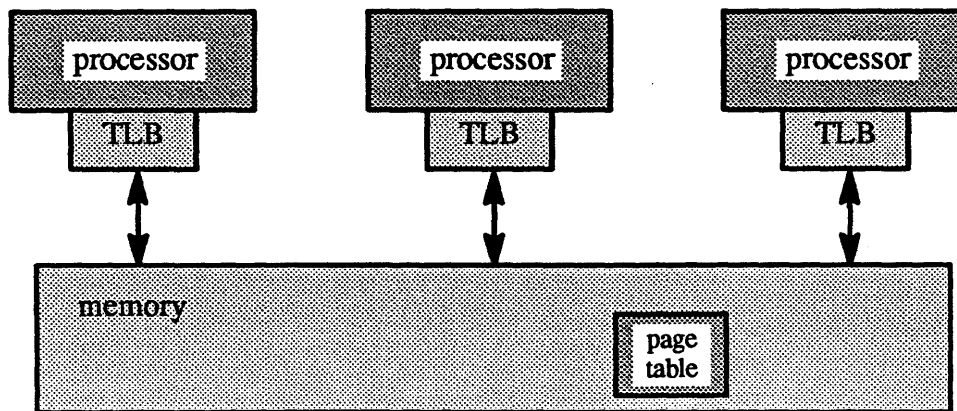 processor
processor
processor
TLB
TLB
TLB
memory
page
table